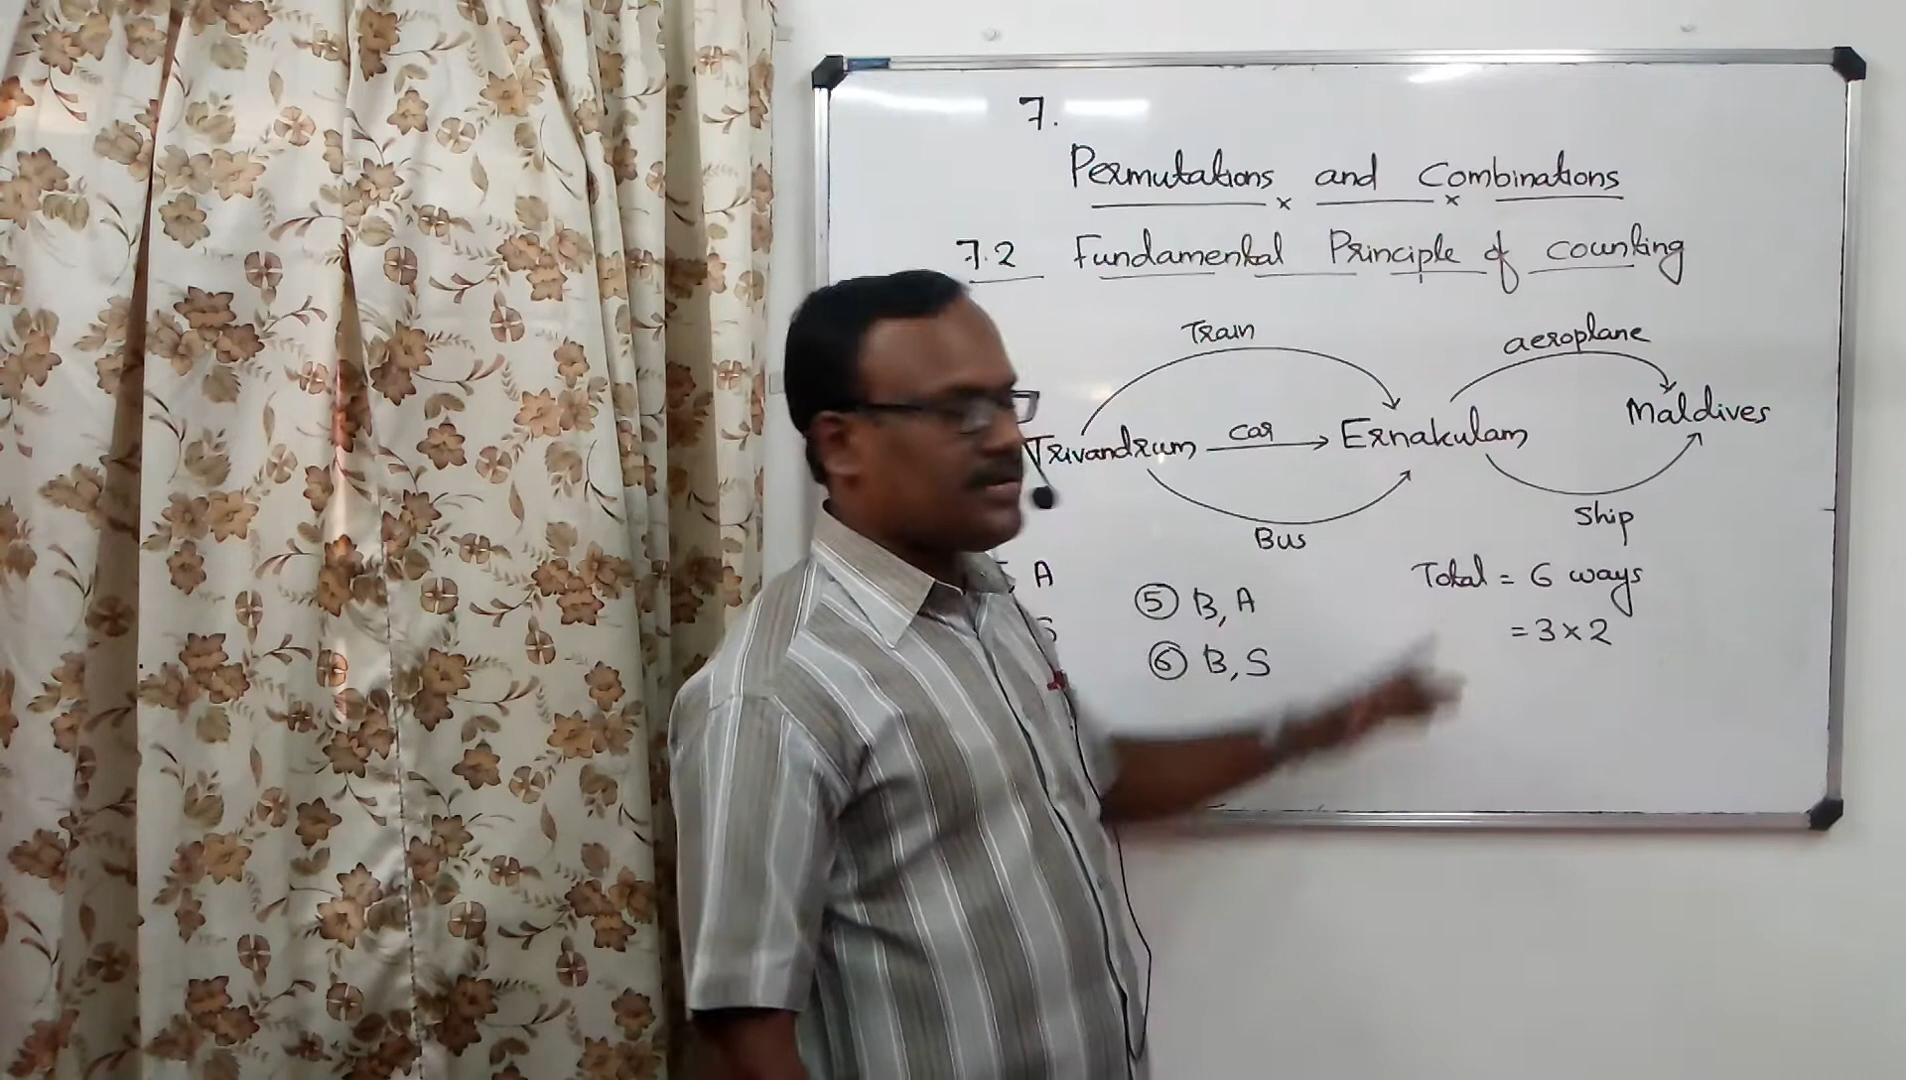 7.
Permutations and Combinations
7.2 Fundamental Principle of counting
Train
aeroplane
Trivandrum car Ernakulam
Maldives
Bus
Ship
A
5 B, A
6 B, S
Total = 6 ways
= 3 × 2